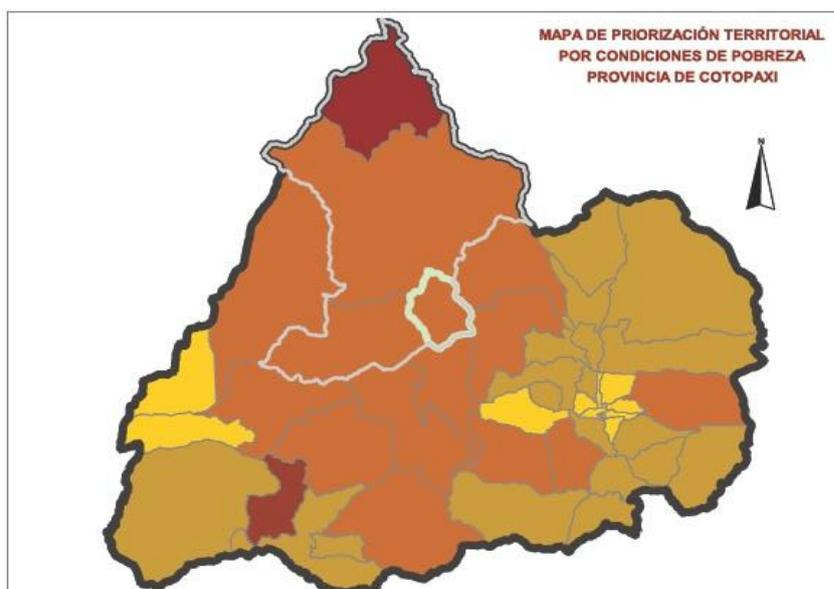 MAPA DE PRIORIZACIÓN TERRITORIAL
POR CONDICIONES DE POBREZA
PROVINCIA DE COTOPAXI
N